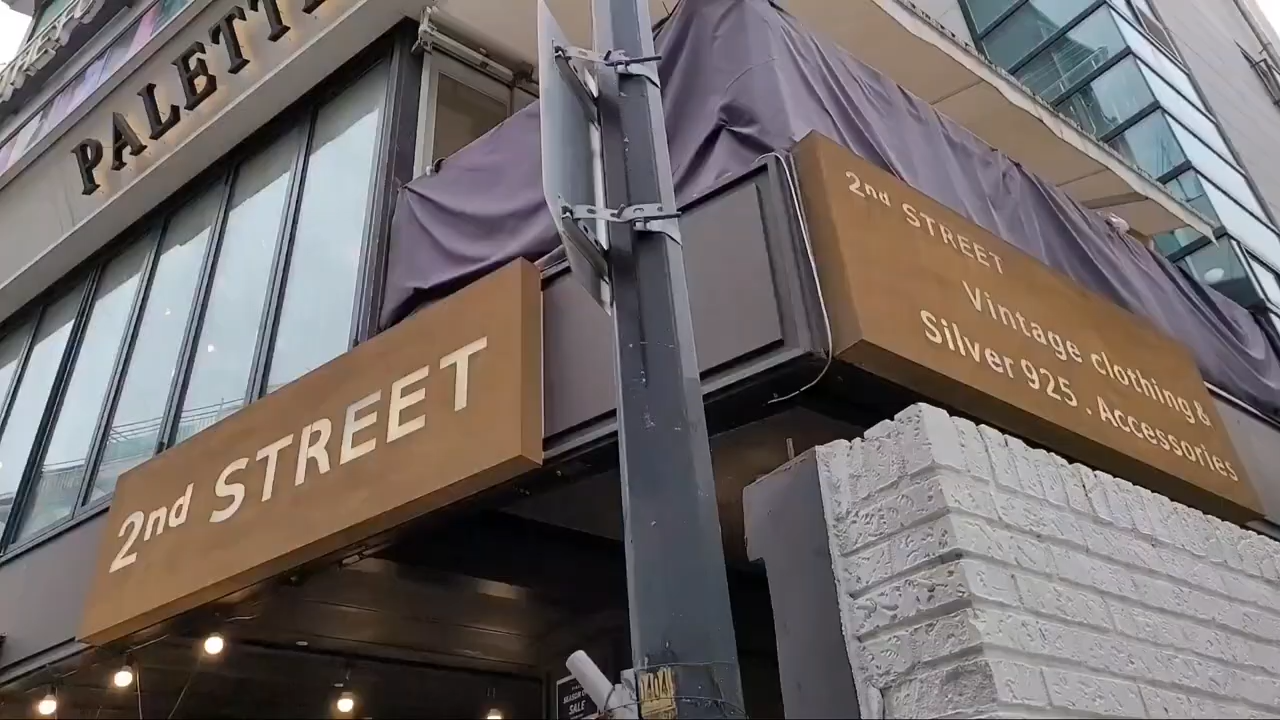 PALETT
2nd STREET
2nd STREET
Vintage clothing &
Silver 925 . Accessories
SALE